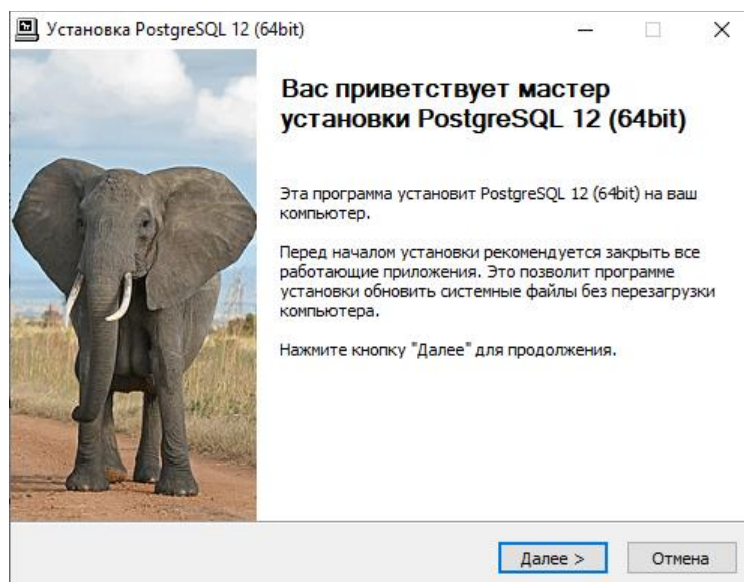 Установка PostgreSQL 12 (64bit)
Вас приветствует мастер
установки PostgreSQL 12 (64bit)
Эта программа установит PostgreSQL 12 (64bit) на ваш
компьютер.
Перед началом установки рекомендуется закрыть все
работающие приложения. Это позволит программе
установки обновить системные файлы без перезагрузки
компьютера.
Нажмите кнопку "Далее" для продолжения.
Далее >
Отмена